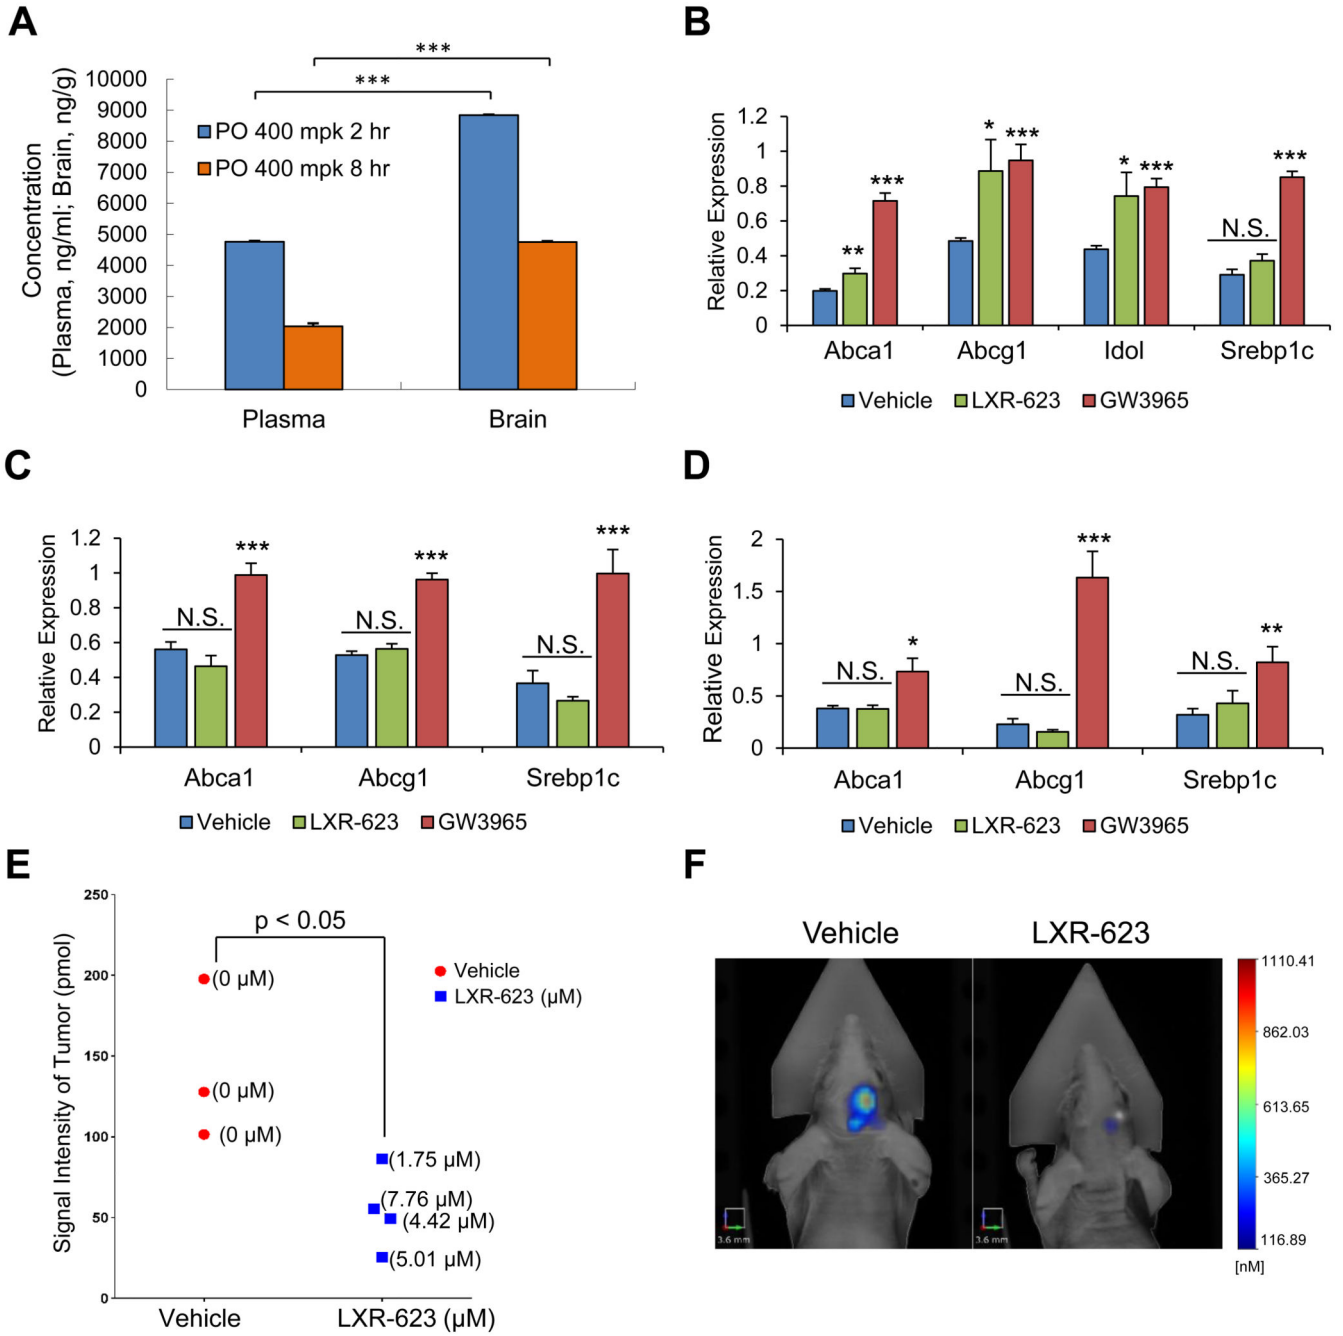 A
***
***
Concentration
(Plasma, ng/ml; Brain, ng/g)
10000
9000
8000
7000
6000
5000
4000
3000
2000
1000
0
PO 400 mpk 2 hr
PO 400 mpk 8 hr
Plasma Brain
B
Relative Expression
1.2
1
0.8
0.6
0.4
0.2
0
** *** * *** * *** N.S. ***
Abca1 Abcg1 Idol Srebp1c
Vehicle LXR-623 GW3965
C
Relative Expression
1.2
1
0.8
0.6
0.4
0.2
0
N.S. *** N.S. *** N.S. ***
Abca1 Abcg1 Srebp1c
Vehicle LXR-623 GW3965
D
Relative Expression
2
1.5
1
0.5
0
N.S. * N.S. *** N.S. **
Abca1 Abcg1 Srebp1c
Vehicle LXR-623 GW3965
E
Signal Intensity of Tumor (pmol)
250
200
150
100
50
0
p < 0.05
Vehicle
LXR-623 (µM)
(0 µM)
(0 µM)
(0 µM)
(1.75 µM)
(7.76 µM)
(4.42 µM)
(5.01 µM)
Vehicle LXR-623 (µM)
F
Vehicle LXR-623
3.6 mm
3.6 mm
1110.41
862.03
613.65
365.27
116.89
[nM]